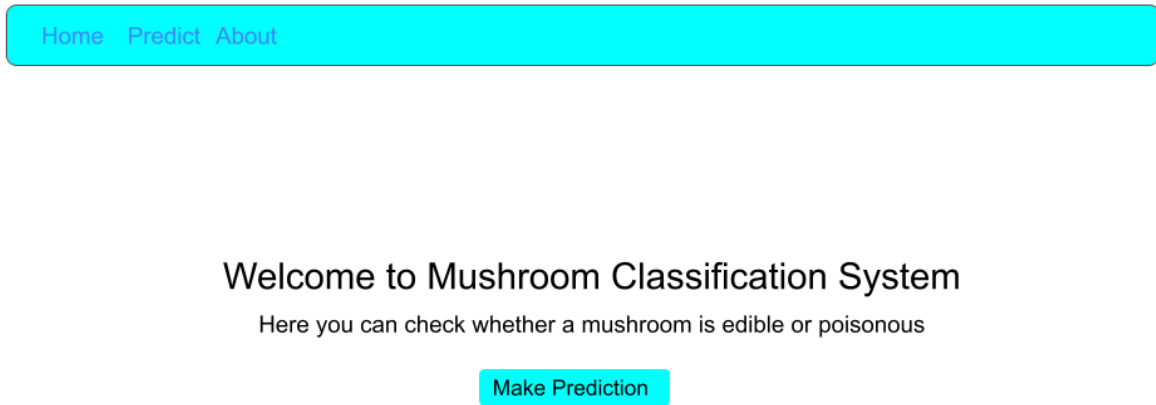 Home Predict About
Welcome to Mushroom Classification System
Here you can check whether a mushroom is edible or poisonous
Make Prediction